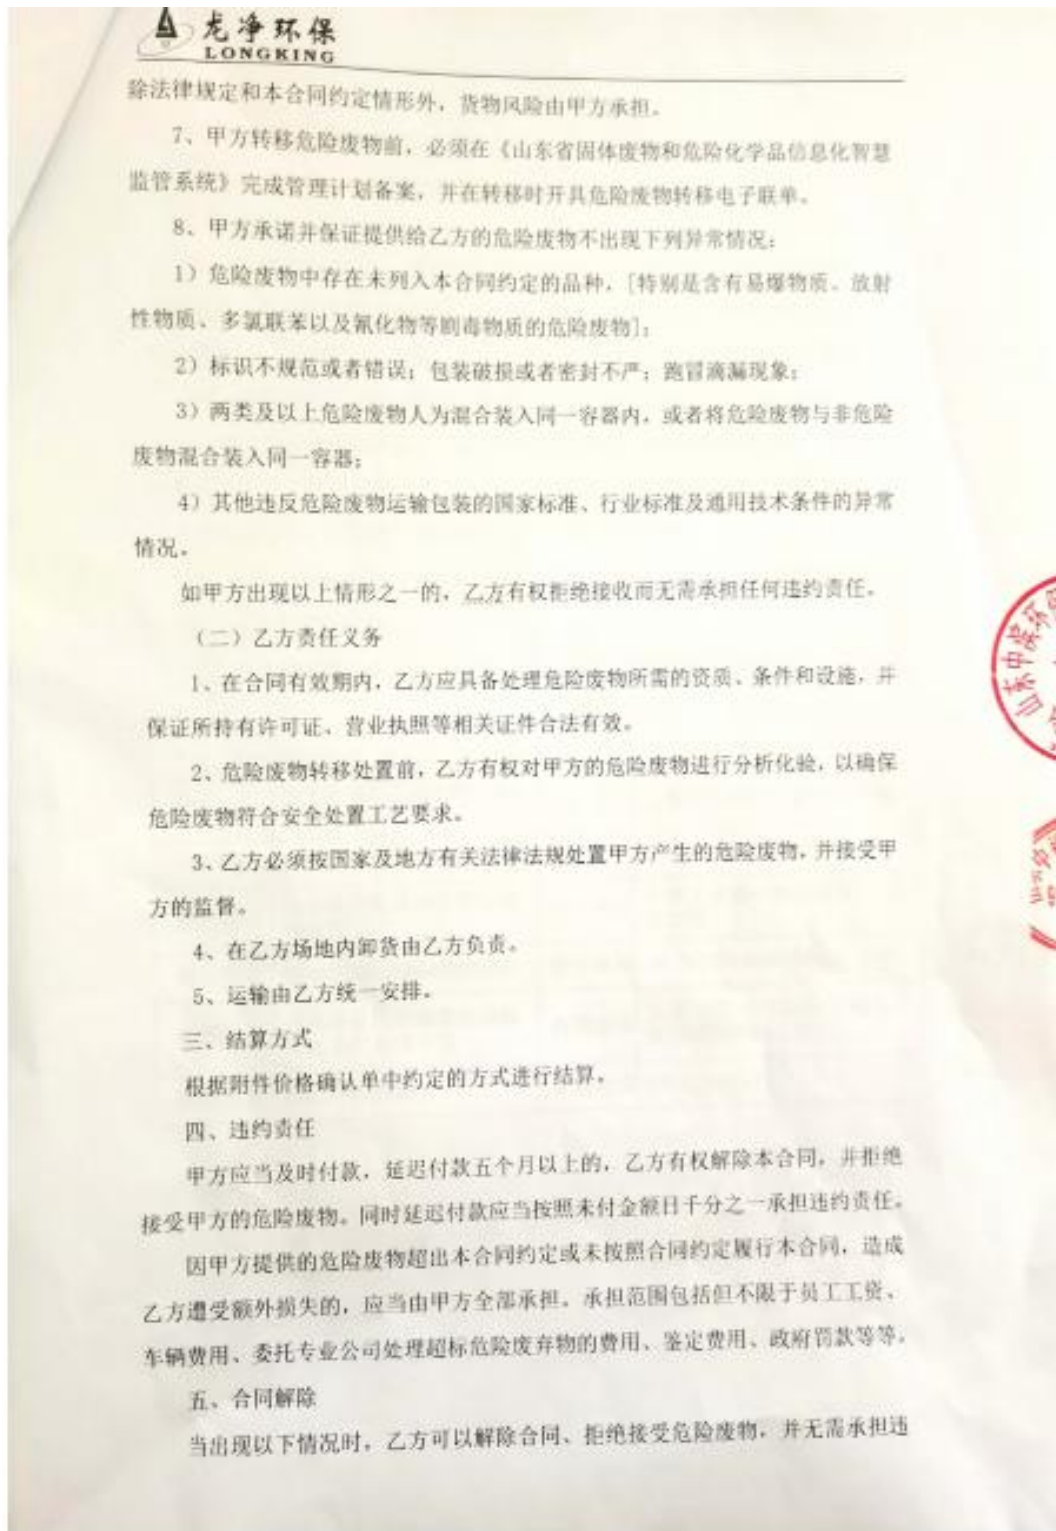 龙净环保
LONGKING
除法律规定和本合同约定情形外，货物风险由甲方承担。
7、甲方转移危险废物前，必须在《山东省固体废物和危险化学品信息化智慧
监管系统》完成管理计划备案，并在转移时开具危险废物转移电子联单。
8、甲方承诺并保证提供给乙方的危险废物不出现下列异常情况：
1）危险废物中存在未列入本合同约定的品种，[特别是含有易爆物质、放射
性物质、多氯联苯以及氰化物等剧毒物质的危险废物]；
2）标识不规范或者错误；包装破损或者密封不严；跑冒滴漏现象；
3）两类及以上危险废物人为混合装入同一容器内，或者将危险废物与非危险
废物混合装入同一容器；
4）其他违反危险废物运输包装的国家标准、行业标准及通用技术条件的异常
情况。
如甲方出现以上情形之一的，乙方有权拒绝接收而无需承担任何违约责任。
（二）乙方责任义务
1、在合同有效期内，乙方应具备处理危险废物所需的资质、条件和设施，并
保证所持有许可证、营业执照等相关证件合法有效。
2、危险废物转移处置前，乙方有权对甲方的危险废物进行分析化验，以确保
危险废物符合安全处置工艺要求。
3、乙方必须按国家及地方有关法律法规处置甲方产生的危险废物，并接受甲
方的监督。
4、在乙方场地内卸货由乙方负责。
5、运输由乙方统一安排。
三、结算方式
根据附件价格确认单中约定的方式进行结算。
四、违约责任
甲方应当及时付款，延迟付款五个月以上的，乙方有权解除本合同，并拒绝
接受甲方的危险废物。同时延迟付款应当按照未付金额日千分之一承担违约责任。
因甲方提供的危险废物超出本合同约定或未按照合同约定履行本合同，造成
乙方遭受额外损失的，应当由甲方全部承担。承担范围包括但不限于员工工资、
车辆费用、委托专业公司处理超标危险废弃物的费用、鉴定费用、政府罚款等等。
五、合同解除
当出现以下情况时，乙方可以解除合同、拒绝接受危险废物，并无需承担违
山东中滨环保